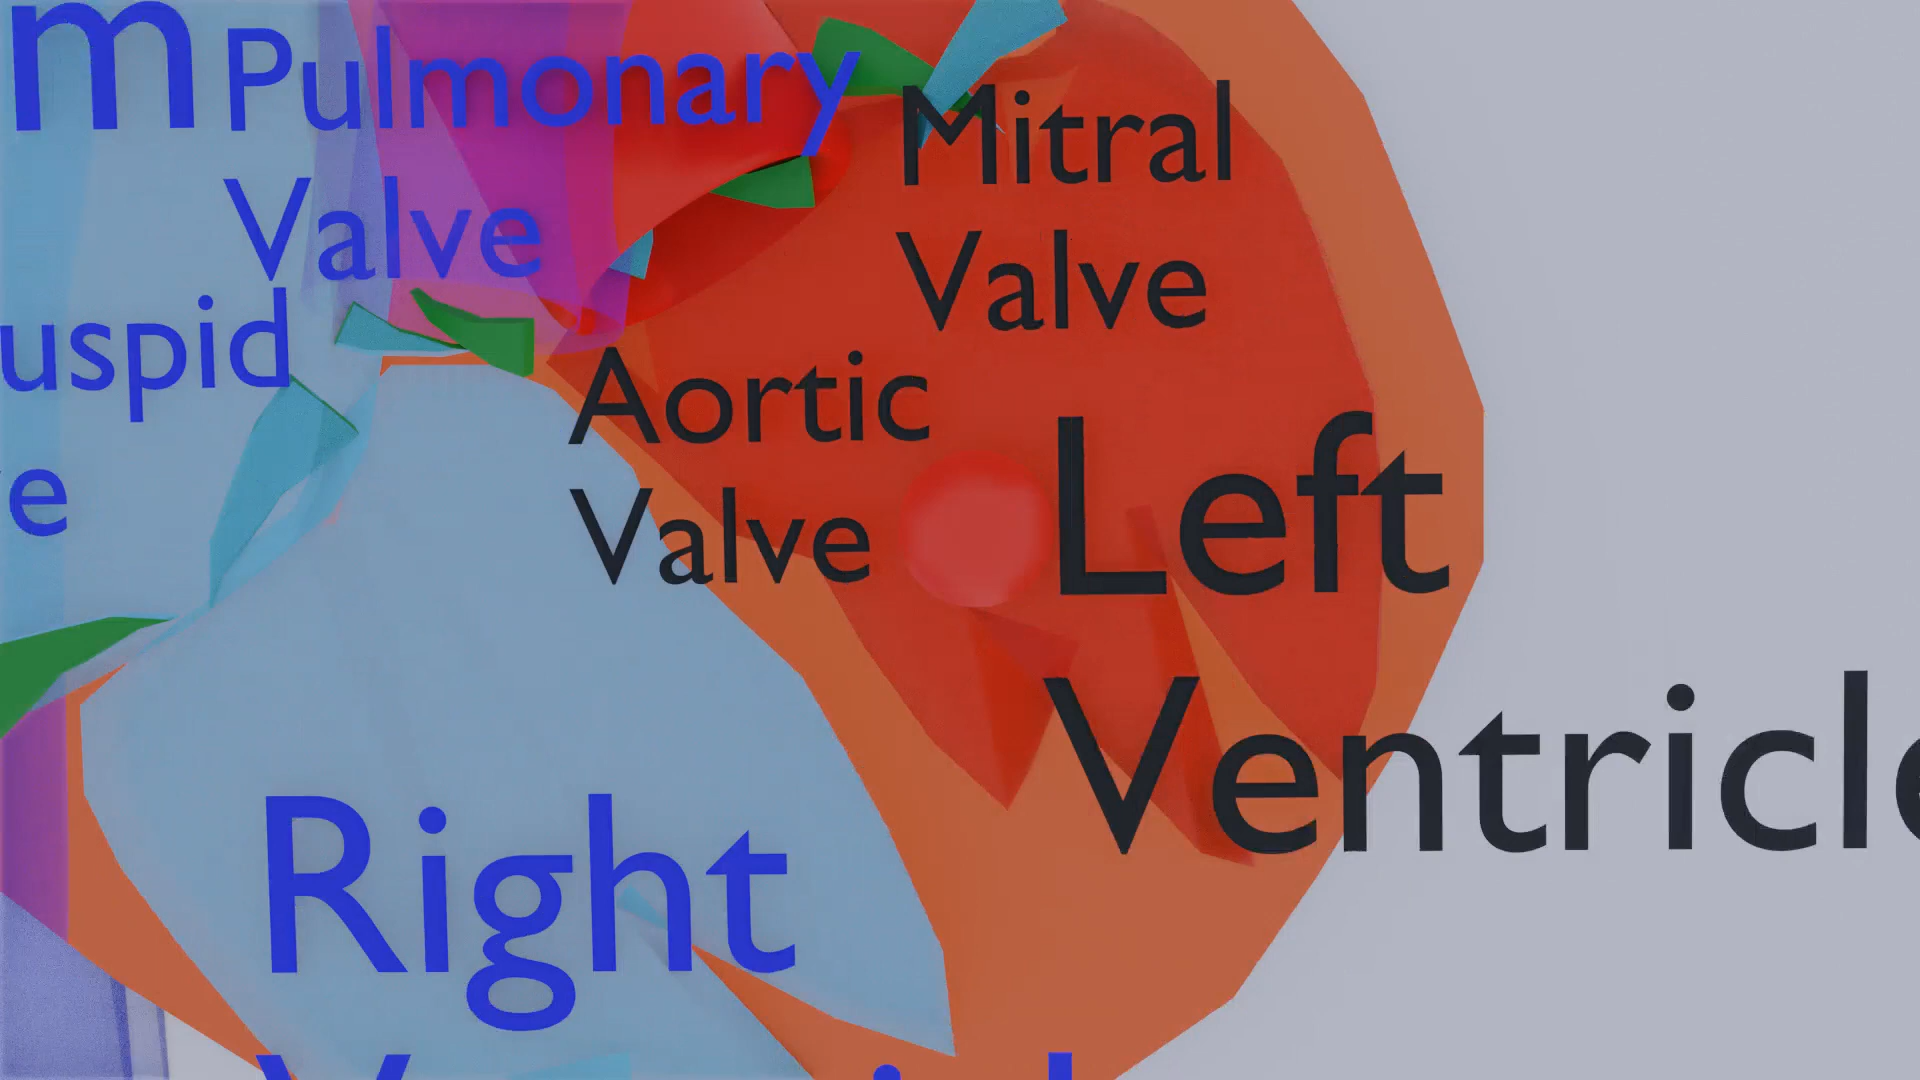 m
Pulmonary
Valve
Mitral
Valve
uspid
e
Aortic
Valve
Left
Ventricle
Right